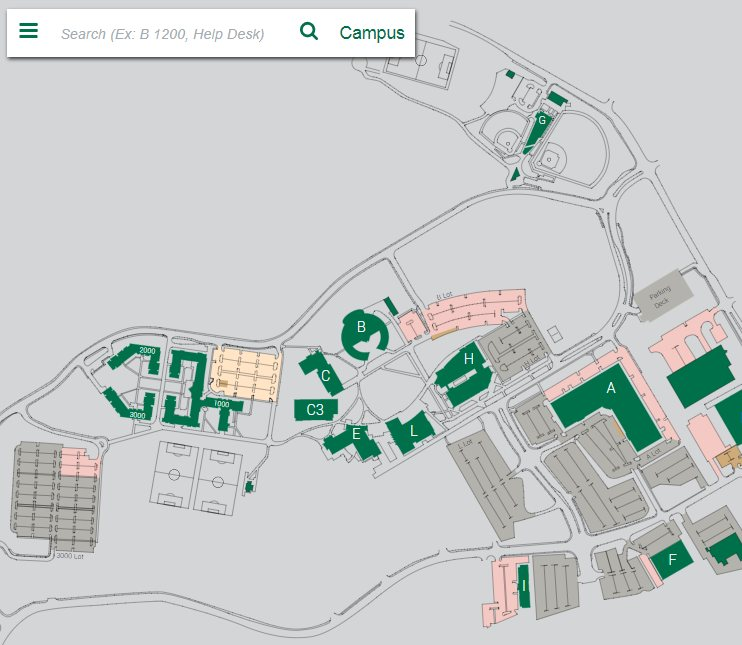 Search (Ex: B 1200, Help Desk)
Campus
G
Parking
Deck
B Lot
B
2000
H
C
A
1000
C3
3000
E
L
L Lot
A Lot
3000 Lot
F
I